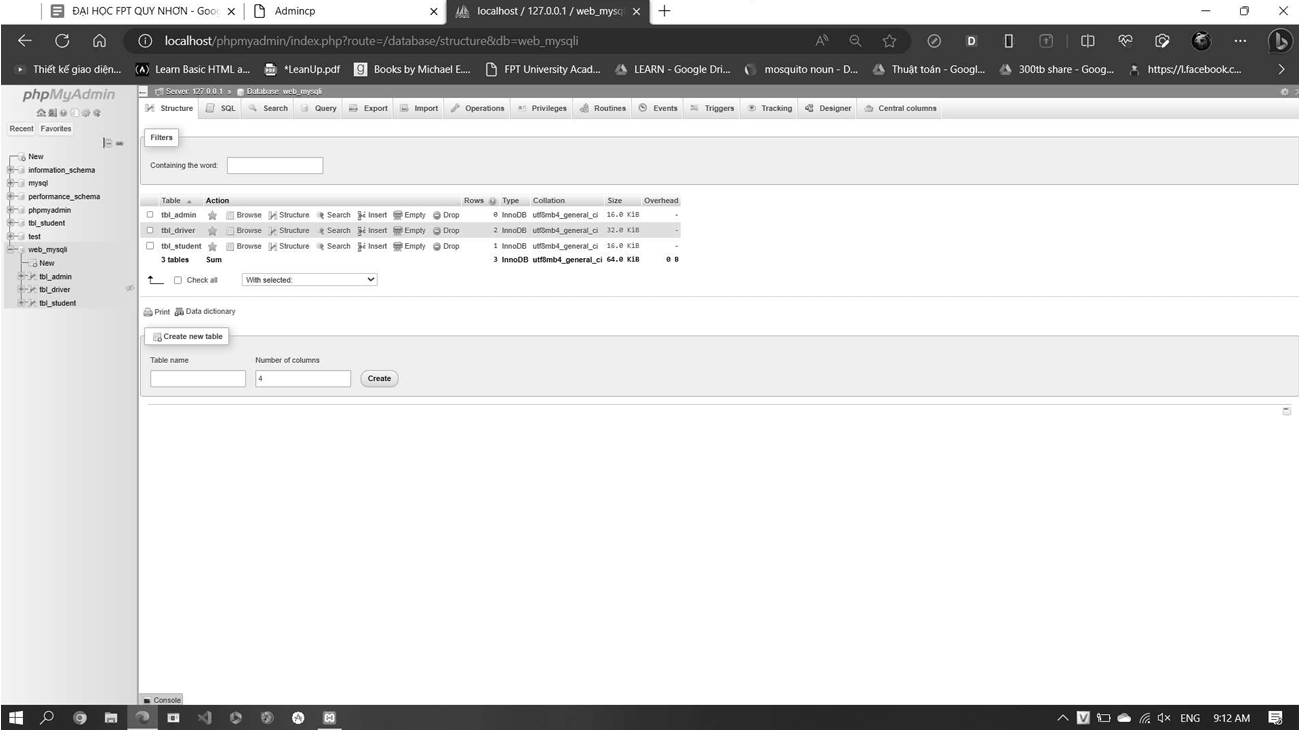 ĐẠI HỌC FPT QUY NHƠN - Goo
Admincp
localhost / 127.0.0.1 / web_mysq
localhost/phpmyadmin/index.php?route=/database/structure&db=web_mysqli
Thiết kế giao diện...
Learn Basic HTML a...
*LeanUp.pdf
Books by Michael E....
FPT University Acad...
LEARN - Google Dri...
mosquito noun - D...
Thuật toán - Googl...
300tb share - Goog...
https://l.facebook.c...
phpMyAdmin
Recent Favorites
New
information_schema
mysql
performance_schema
phpmyadmin
tbl_student
test
web_mysqli
New
tbl_admin
tbl_driver
tbl_student
Server: 127.0.0.1 » Database: web_mysqli
Structure SQL Search Query Export Import Operations Privileges Routines Events Triggers Tracking Designer Central columns
Filters
Containing the word:
Table Action Rows Type Collation Size Overhead
tbl_admin Browse Structure Search Insert Empty Drop 0 InnoDB utf8mb4_general_ci 16.0 KiB -
tbl_driver Browse Structure Search Insert Empty Drop 2 InnoDB utf8mb4_general_ci 32.0 KiB -
tbl_student Browse Structure Search Insert Empty Drop 1 InnoDB utf8mb4_general_ci 16.0 KiB -
3 tables Sum 3 InnoDB utf8mb4_general_ci 64.0 KiB 0 B
Check all With selected:
Print Data dictionary
Create new table
Table name Number of columns
4 Create
Console
ENG 9:12 AM